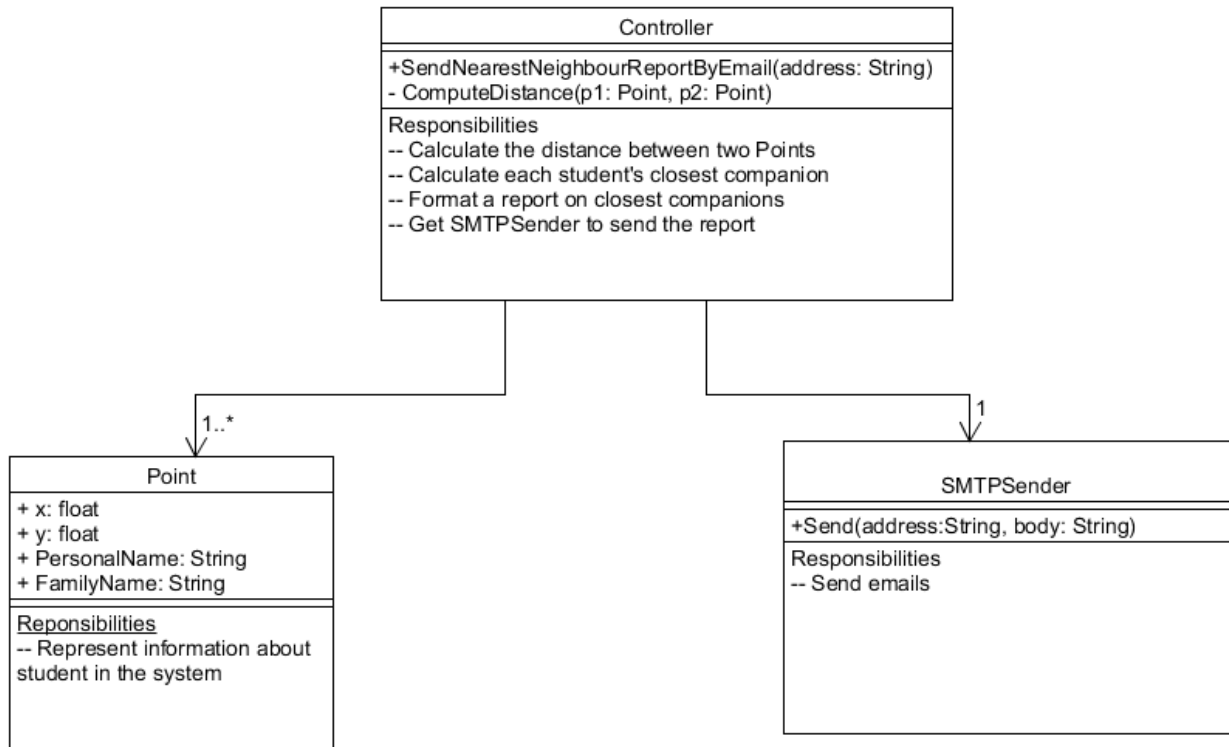 Controller
+SendNearestNeighbourReportByEmail(address: String)
- ComputeDistance(p1: Point, p2: Point)
Responsibilities
-- Calculate the distance between two Points
-- Calculate each student's closest companion
-- Format a report on closest companions
-- Get SMTPSender to send the report
1..*
1
Point
+ x: float
+ y: float
+ PersonalName: String
+ FamilyName: String
Reponsibilities
-- Represent information about
student in the system
SMTPSender
+Send(address:String, body: String)
Responsibilities
-- Send emails